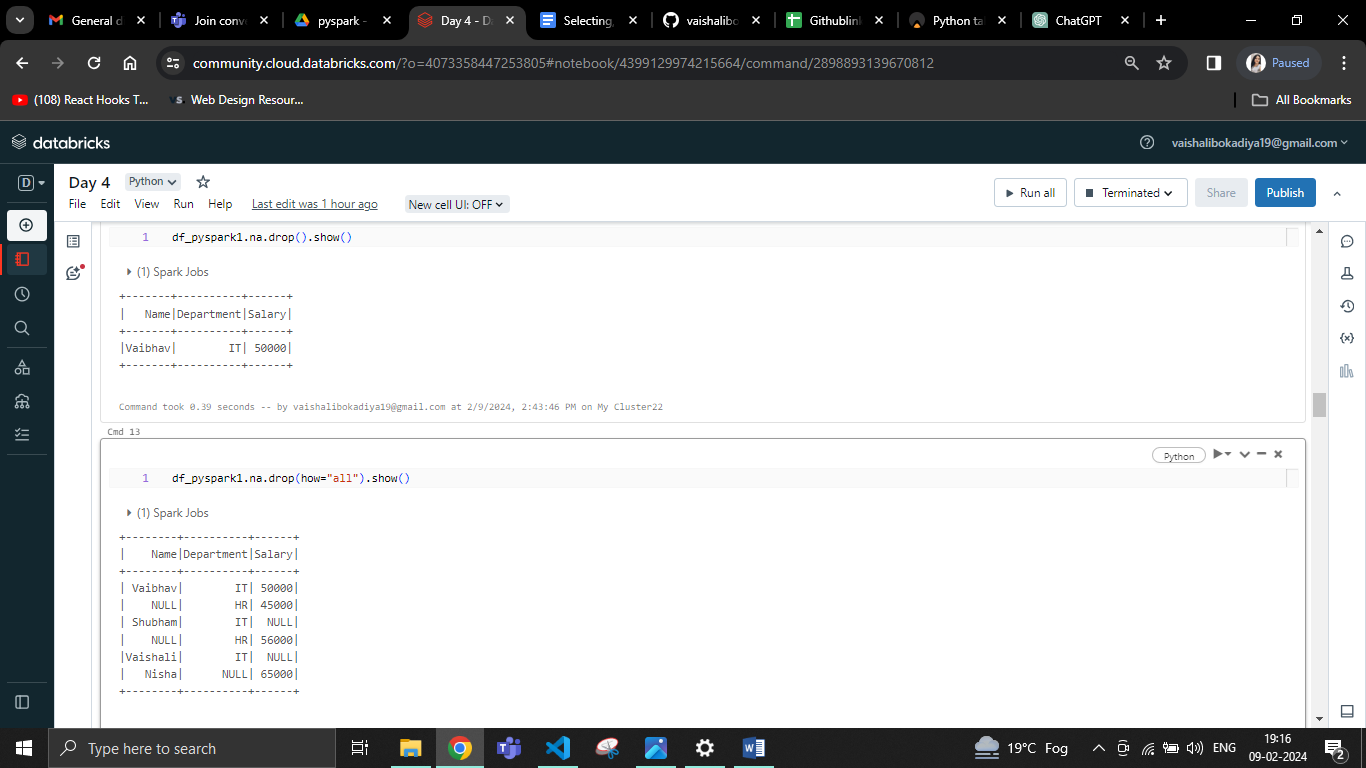 General d
Join conv
pyspark -
Day 4 - Da
Selecting,
vaishalibo
Githublink
Python ta
ChatGPT
community.cloud.databricks.com/?o=4073358447253805#notebook/4399129974215664/command/2898893139670812
Paused
(108) React Hooks T...
VS
Web Design Resour...
All Bookmarks
databricks
vaishalibokadiya19@gmail.com
D
Day 4
Python
File Edit View Run Help
Last edit was 1 hour ago
New cell UI: OFF
Run all
Terminated
Share
Publish
1 df_pyspark1.na.drop().show()
(1) Spark Jobs
+-------+----------+------+
|   Name|Department|Salary|
+-------+----------+------+
|Vaibhav|        IT| 50000|
+-------+----------+------+
Command took 0.39 seconds -- by vaishalibokadiya19@gmail.com at 2/9/2024, 2:43:46 PM on My Cluster22
Cmd 13
Python
1 df_pyspark1.na.drop(how="all").show()
(1) Spark Jobs
+--------+----------+------+
|    Name|Department|Salary|
+--------+----------+------+
| Vaibhav|        IT| 50000|
|    NULL|        HR| 45000|
| Shubham|        IT|  NULL|
|    NULL|        HR| 56000|
|Vaishali|        IT|  NULL|
|   Nisha|      NULL| 65000|
+--------+----------+------+
Type here to search
19°C Fog
ENG
19:16
09-02-2024
2